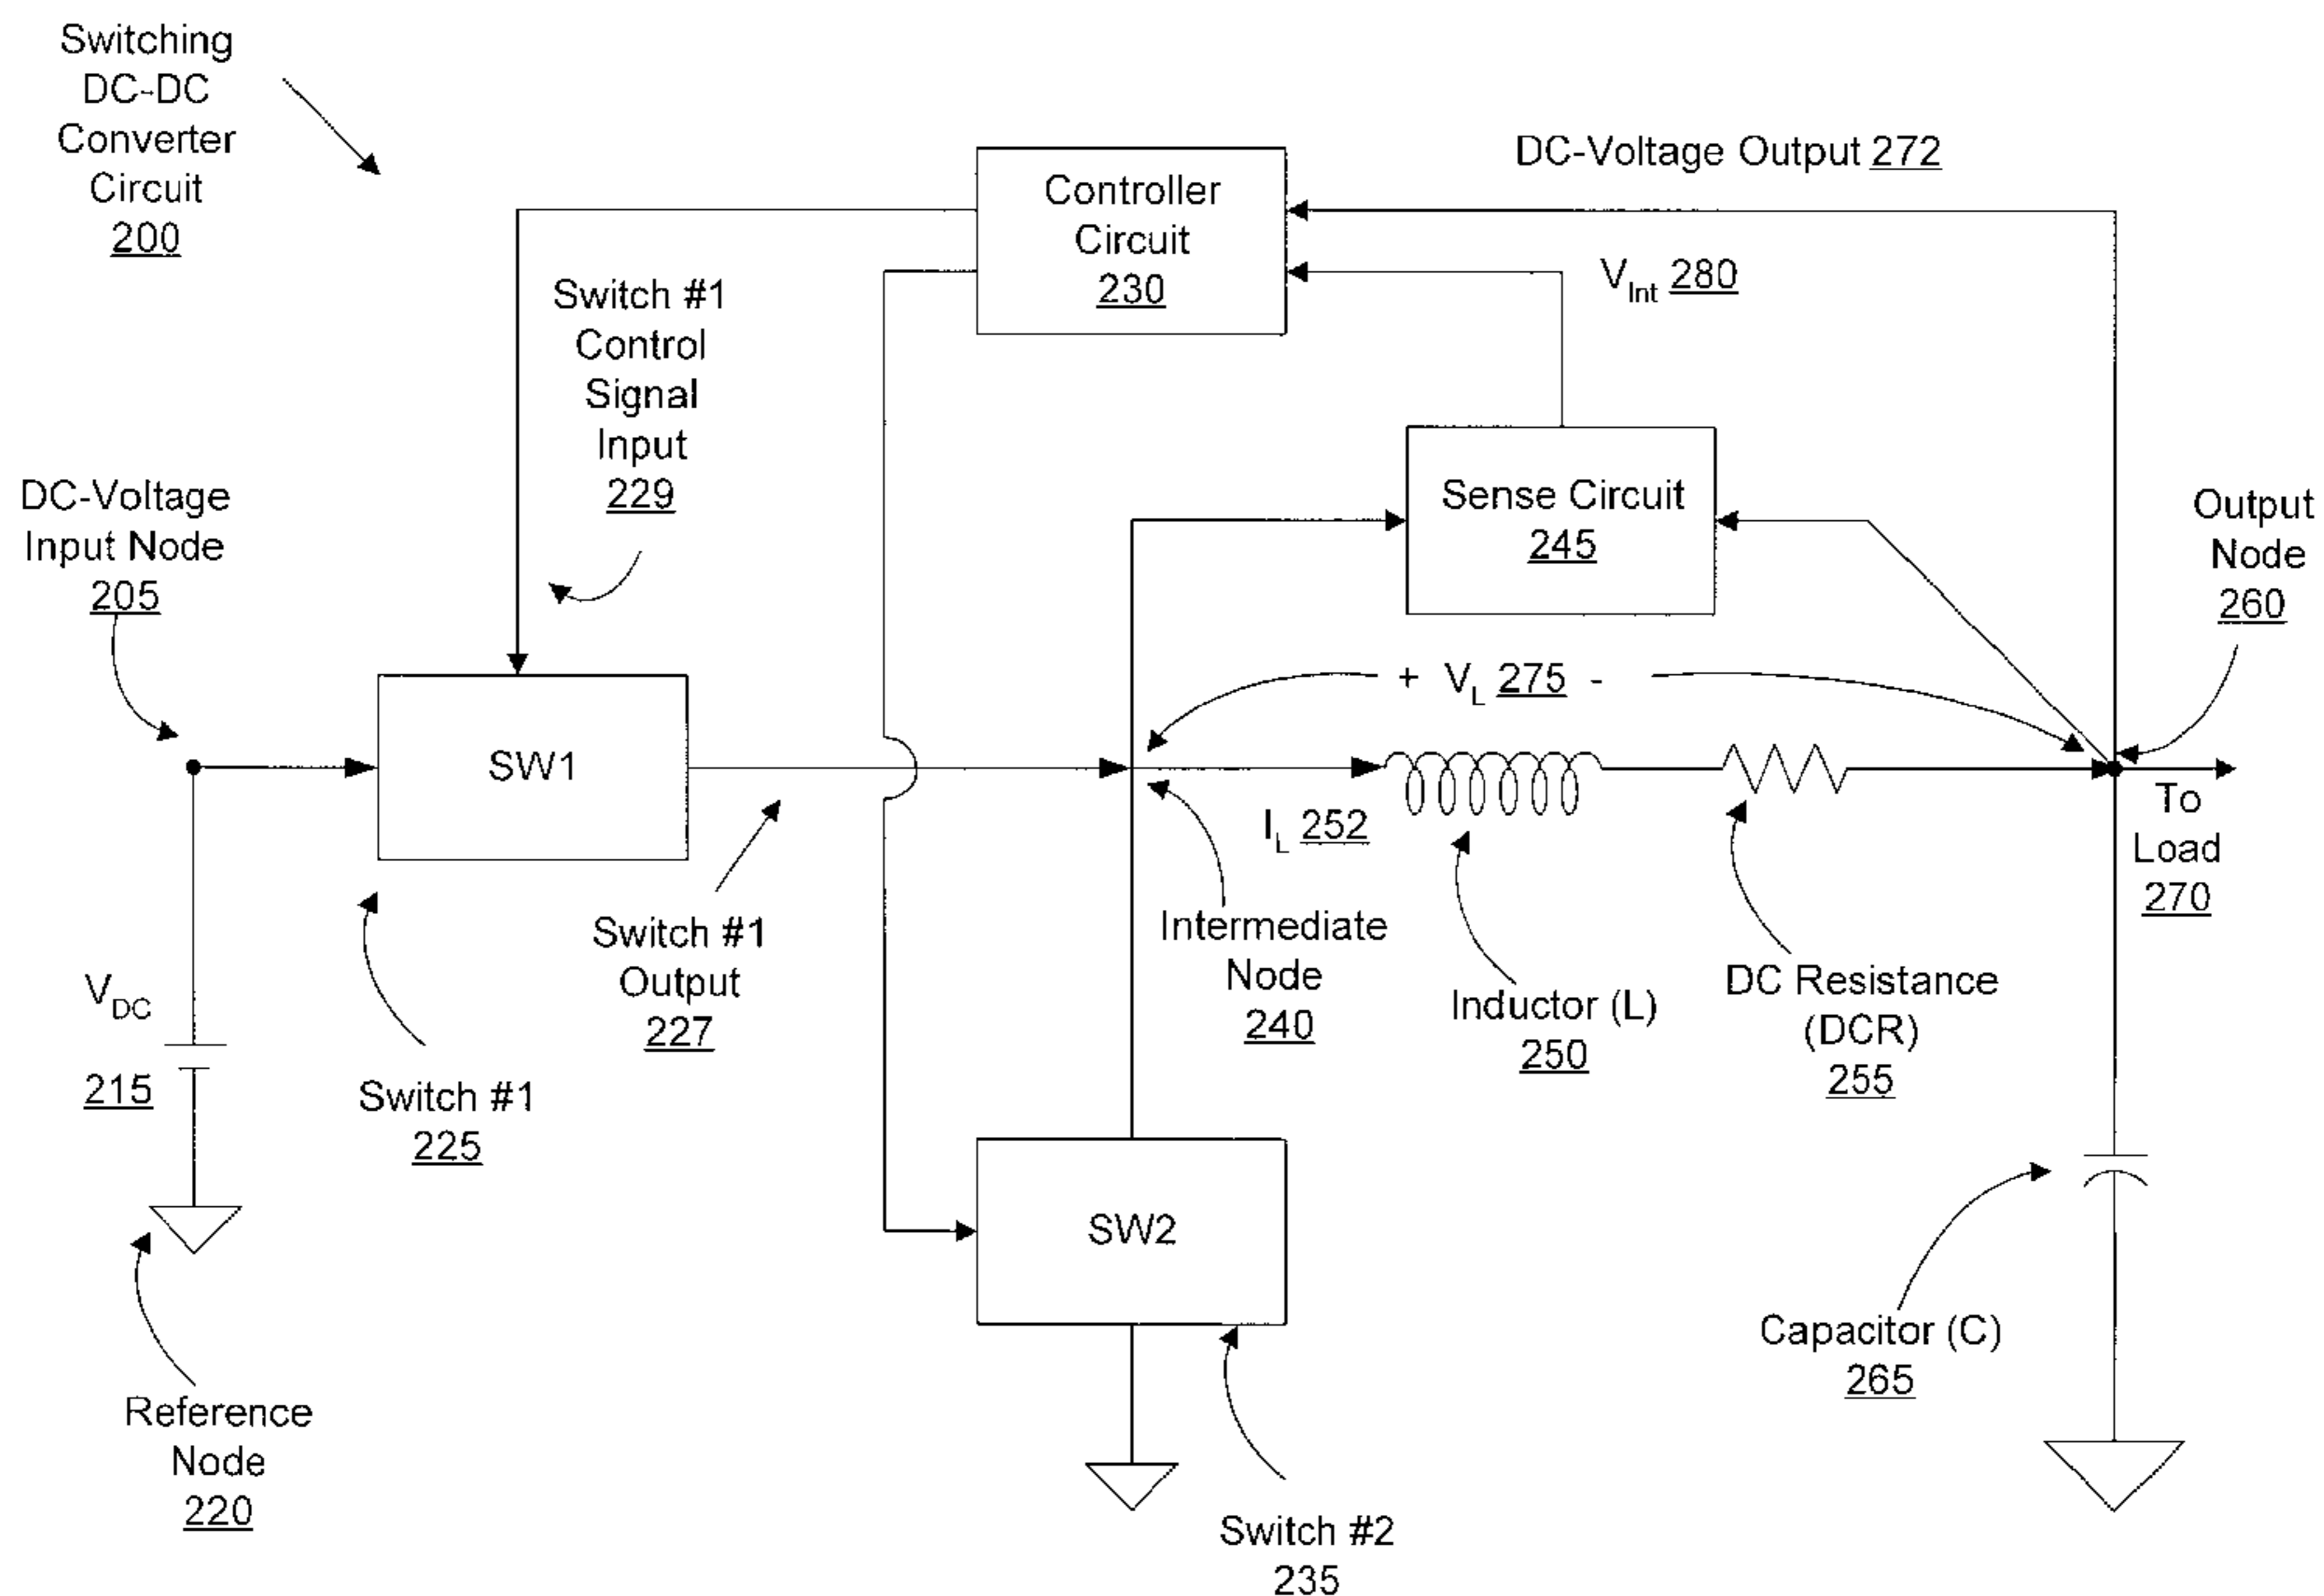 Switching
DC-DC
Converter
Circuit
200
Controller
Circuit
230
DC-Voltage Output 272
VInt 280
Switch #1
Control
Signal
Input
229
DC-Voltage
Input Node
205
Sense Circuit
245
Output
Node
260
+ VL 275 -
SW1
IL 252
To
Load
270
Switch #1
Output
227
Intermediate
Node
240
Inductor (L)
250
DC Resistance
(DCR)
255
VDC
215
Switch #1
225
SW2
Capacitor (C)
265
Reference
Node
220
Switch #2
235